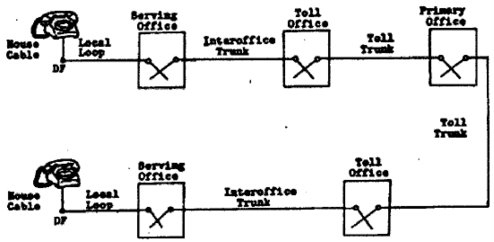 Serving
Office
Toll
Office
Primary
Office
House
Cable
Local
Loop
DF
Interoffice
Trunk
Toll
Trunk
Toll
Trunk
Serving
Office
Toll
Office
House
Cable
Local
Loop
DF
Interoffice
Trunk